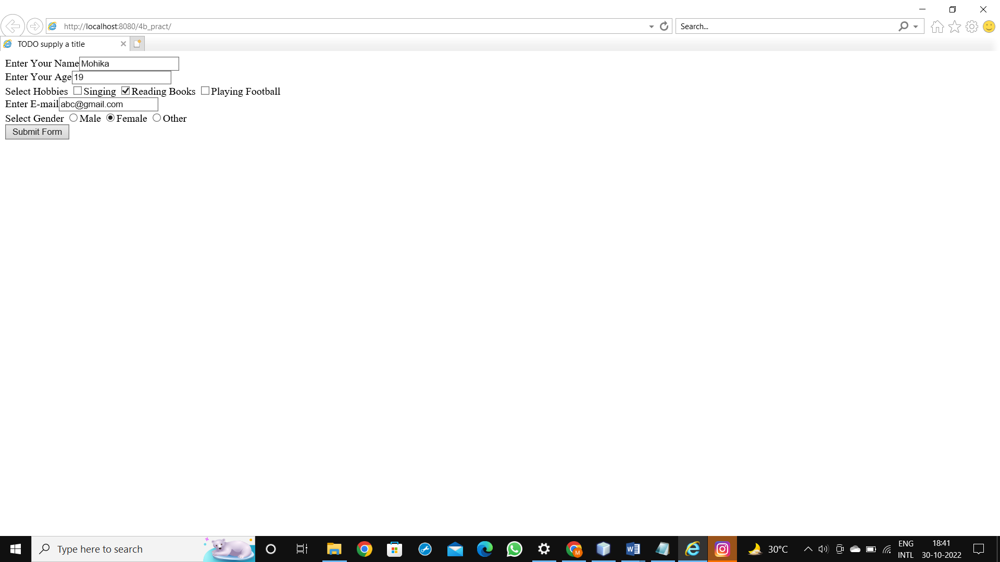 http://localhost:8080/4b_pract/
Search...
TODO supply a title
Enter Your Name Mohika
Enter Your Age 19
Select Hobbies Singing Reading Books Playing Football
Enter E-mail abc@gmail.com
Select Gender Male Female Other
Submit Form
Type here to search
M
W
30°C
ENG
INTL
18:41
30-10-2022